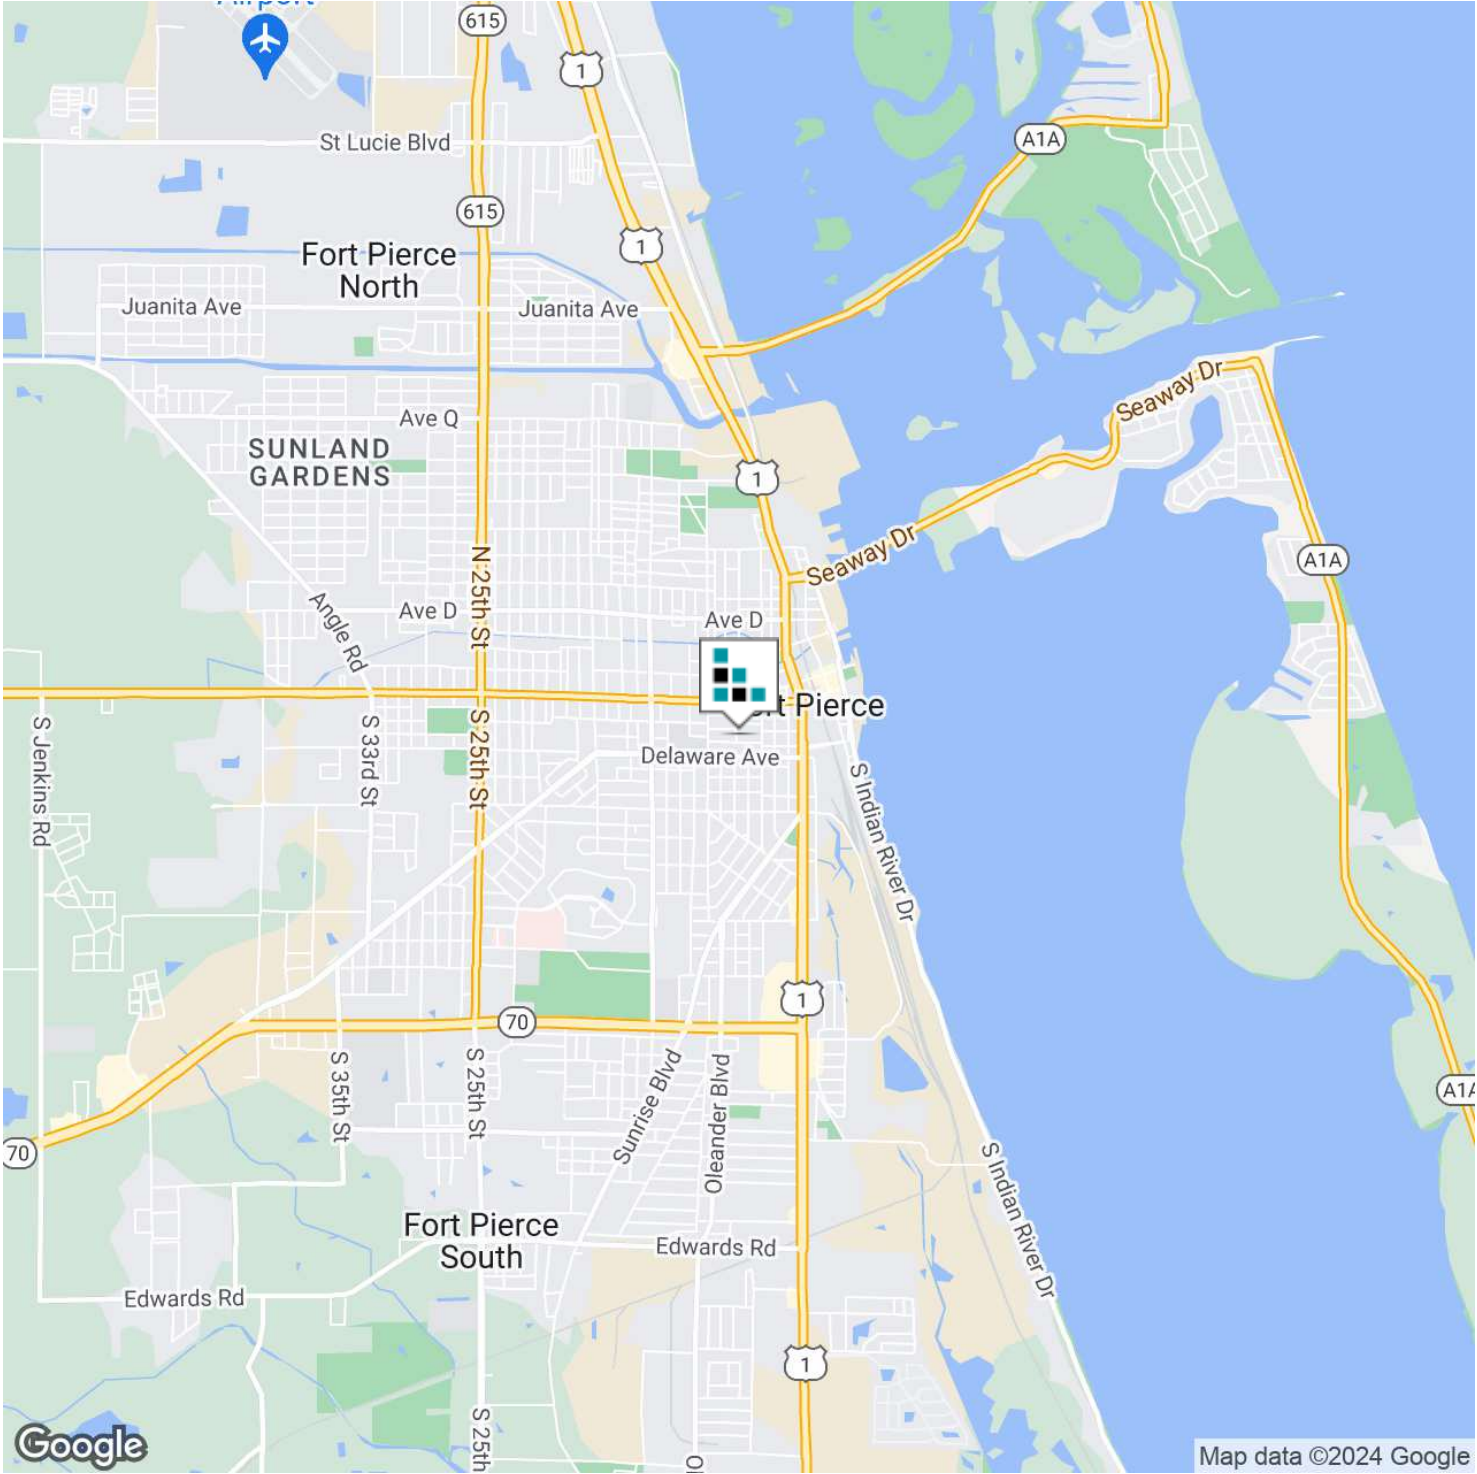 Airport
615
1
St Lucie Blvd
A1A
615
1
Fort Pierce
North
Juanita Ave
Juanita Ave
Seaway Dr
Ave Q
SUNLAND
GARDENS
1
Seaway Dr
N 25th St
A1A
Angle Rd
Ave D
Ave D
Pierce
S Jenkins Rd
S 33rd St
S 25th St
Delaware Ave
S Indian River Dr
1
70
S 35th St
S 25th St
Sunrise Blvd
Oleander Blvd
A1A
70
S Indian River Dr
Fort Pierce
South
Edwards Rd
Edwards Rd
1
S 25th
Google
Map data ©2024 Google